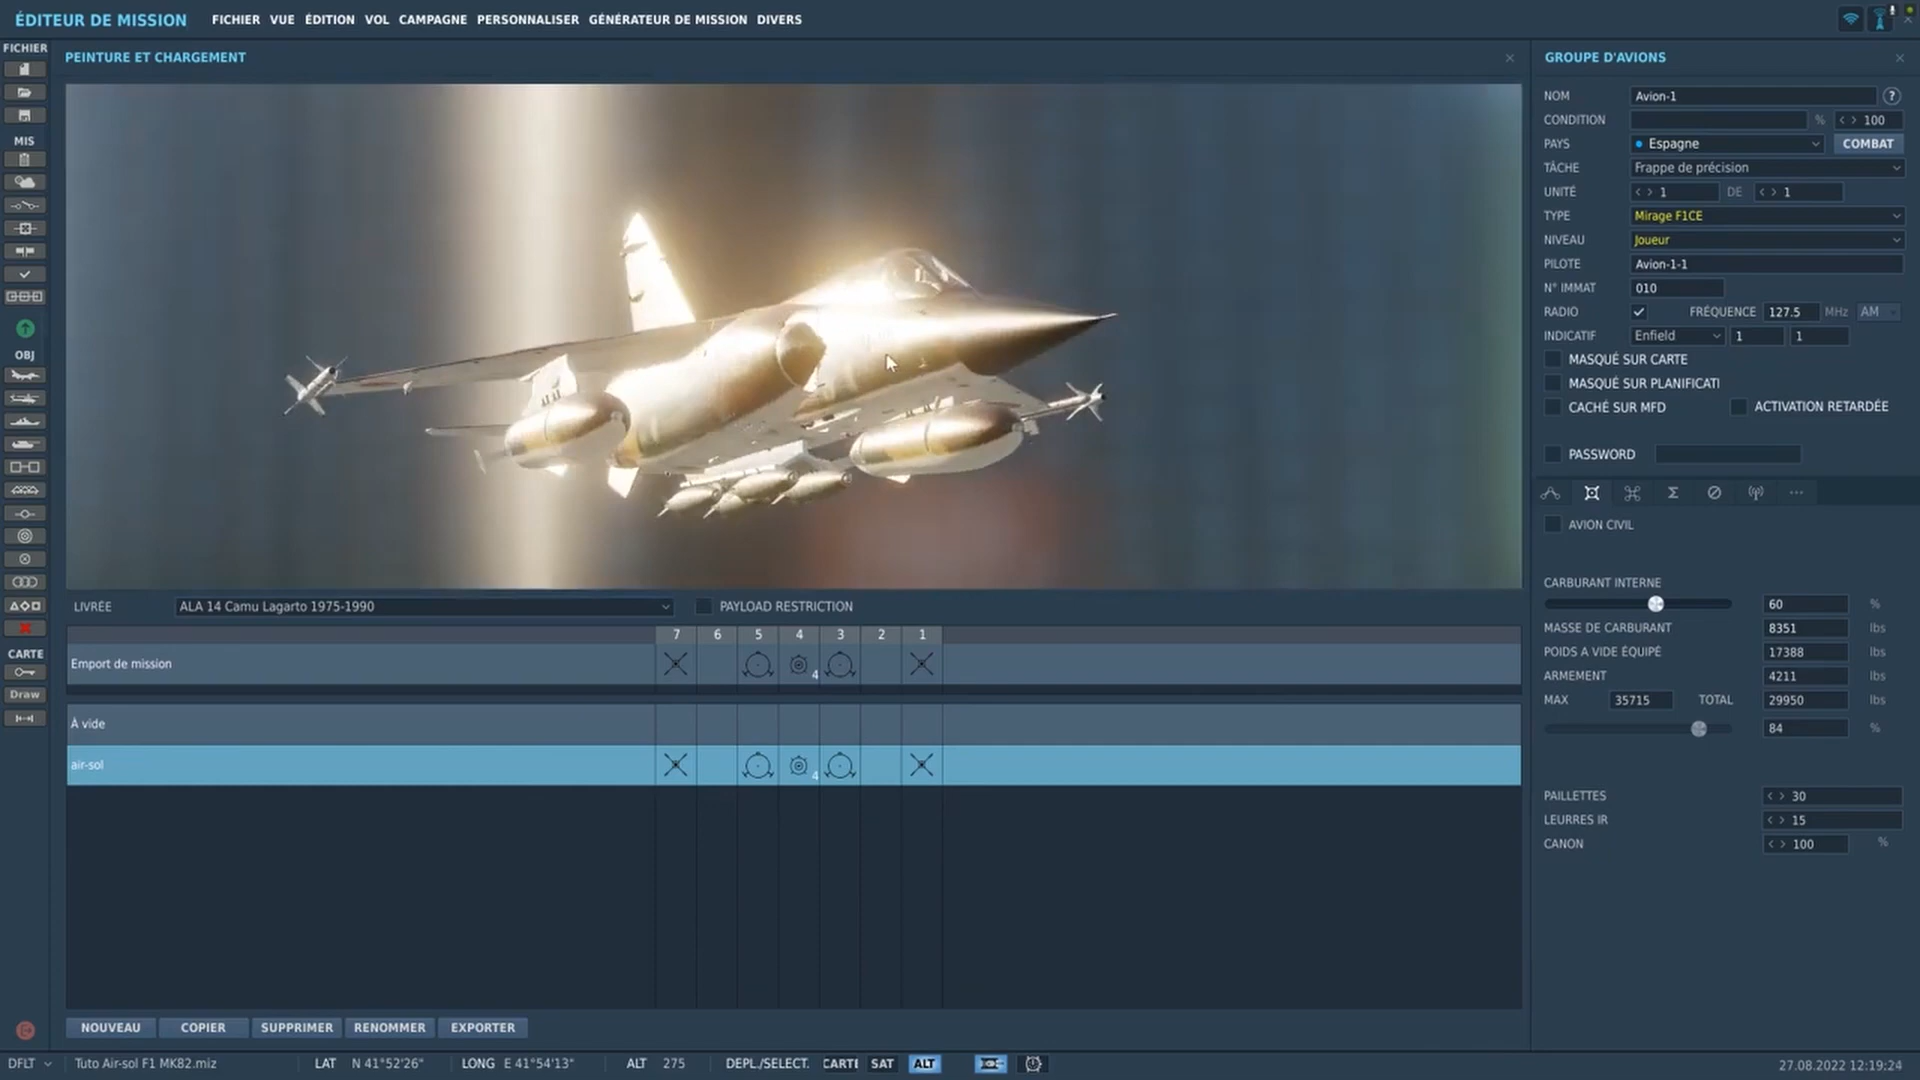 ÉDITEUR DE MISSION
FICHIER VUE ÉDITION VOL CAMPAGNE PERSONNALISER GÉNÉRATEUR DE MISSION DIVERS
FICHIER
MIS
OBJ
CARTE
Draw
PEINTURE ET CHARGEMENT
LIVRÉE ALA 14 Camu Lagarto 1975-1990 PAYLOAD RESTRICTION
7 6 5 4 3 2 1
Emport de mission 4
À vide
air-sol 4
NOUVEAU COPIER SUPPRIMER RENOMMER EXPORTER
GROUPE D'AVIONS
NOM Avion-1 ?
CONDITION % < > 100
PAYS Espagne COMBAT
TÂCHE Frappe de précision
UNITÉ < > 1 DE < > 1
TYPE Mirage F1CE
NIVEAU Joueur
PILOTE Avion-1-1
N° IMMAT 010
RADIO FRÉQUENCE 127.5 MHz AM
INDICATIF Enfield 1 1
MASQUÉ SUR CARTE
MASQUÉ SUR PLANIFICATI
CACHÉ SUR MFD ACTIVATION RETARDÉE
PASSWORD
AVION CIVIL
CARBURANT INTERNE
60 %
MASSE DE CARBURANT 8351 lbs
POIDS A VIDE ÉQUIPÉ 17388 lbs
ARMEMENT 4211 lbs
MAX 35715 TOTAL 29950 lbs
84 %
PAILLETTES < > 30
LEURRES IR < > 15
CANON < > 100 %
DFLT Tuto Air-sol F1 MK82.miz LAT N 41°52'26" LONG E 41°54'13" ALT 275 DEPL./SELECT. CARTE SAT ALT 27.08.2022 12:19:24